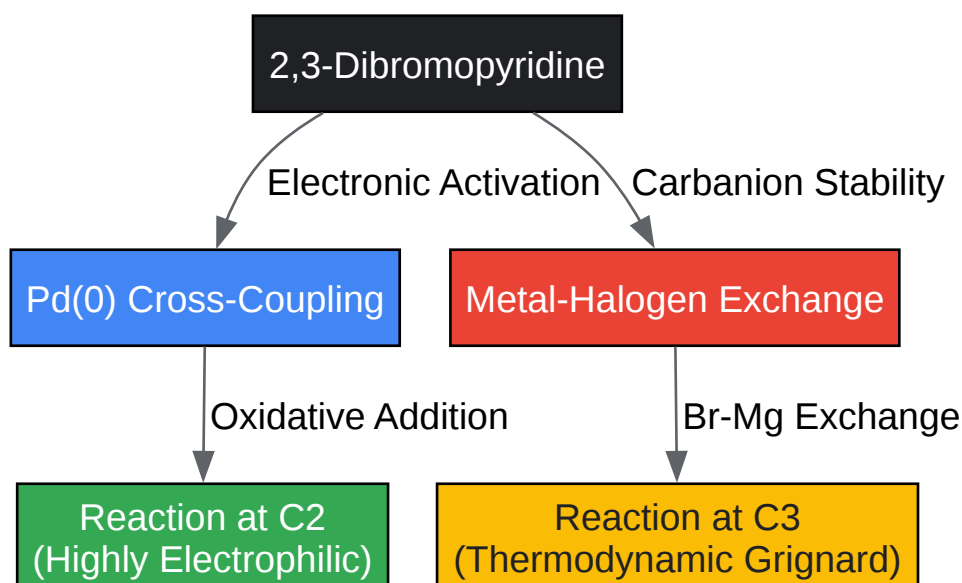 2,3-Dibromopyridine
Electronic Activation
Carbanion Stability
Pd(0) Cross-Coupling
Metal-Halogen Exchange
Oxidative Addition
Br-Mg Exchange
Reaction at C2
(Highly Electrophilic)
Reaction at C3
(Thermodynamic Grignard)